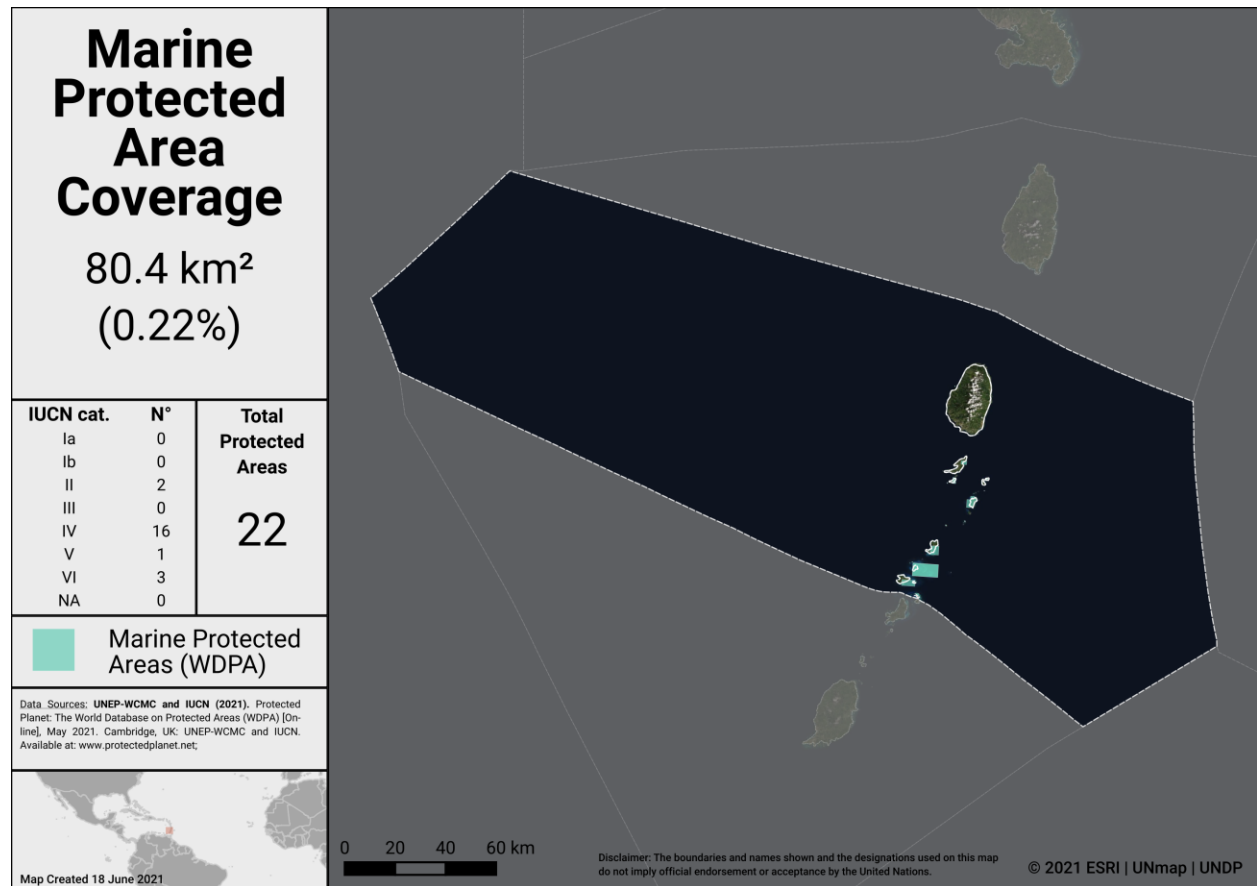 Marine
Protected
Area
Coverage
80.4 km²
(0.22%)
IUCN cat. N°
Ia 0
Ib 0
II 2
III 0
IV 16
V 1
VI 3
NA 0
Total
Protected
Areas
22
Marine Protected
Areas (WDPA)
Data Sources: UNEP-WCMC and IUCN (2021). Protected
Planet: The World Database on Protected Areas (WDPA) [On-
line], May 2021. Cambridge, UK: UNEP-WCMC and IUCN.
Available at: www.protectedplanet.net;
Map Created 18 June 2021
0 20 40 60 km
Disclaimer: The boundaries and names shown and the designations used on this map
do not imply official endorsement or acceptance by the United Nations.
© 2021 ESRI | UNmap | UNDP